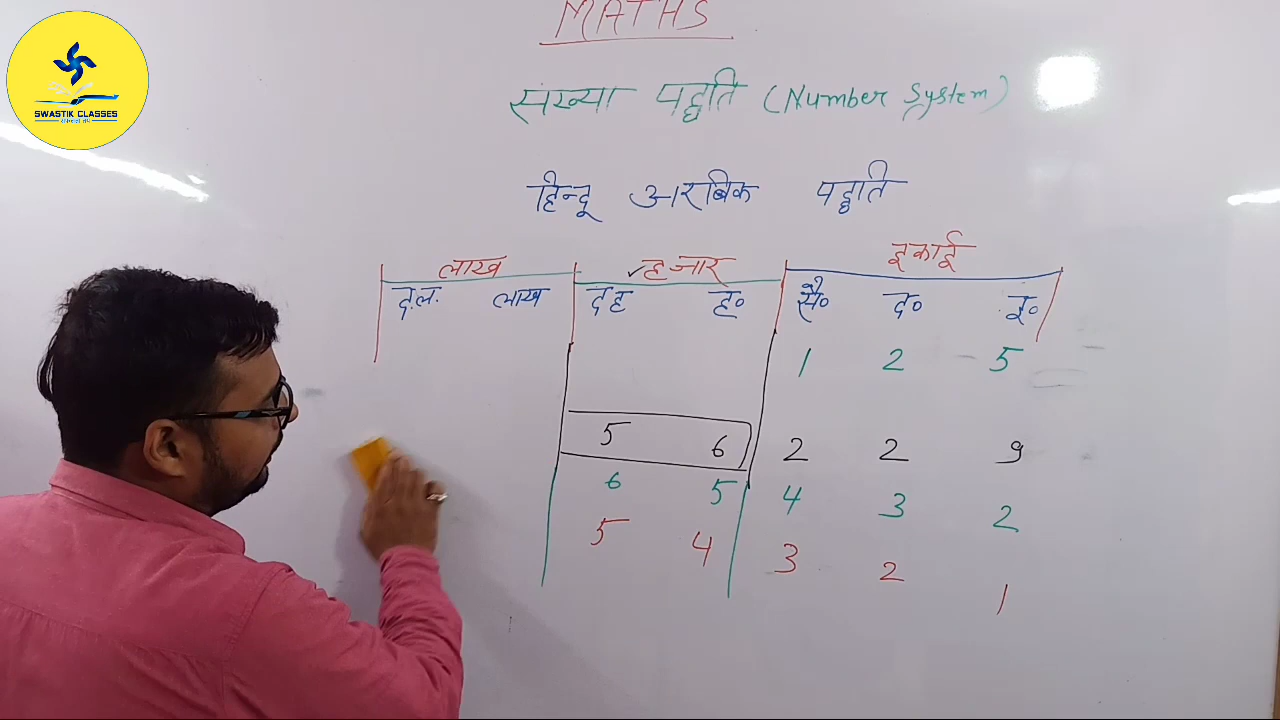 MATHS
संख्या पद्धति (Number System)
हिन्दू अरबिक पद्धति
लाख ✓हजार इकाई
द.ल. लाख दह ह० सै० द० इ०
1 2 5
5 6 2 2 9
6 5 4 3 2
5 4 3 2 1
SWASTIK CLASSES